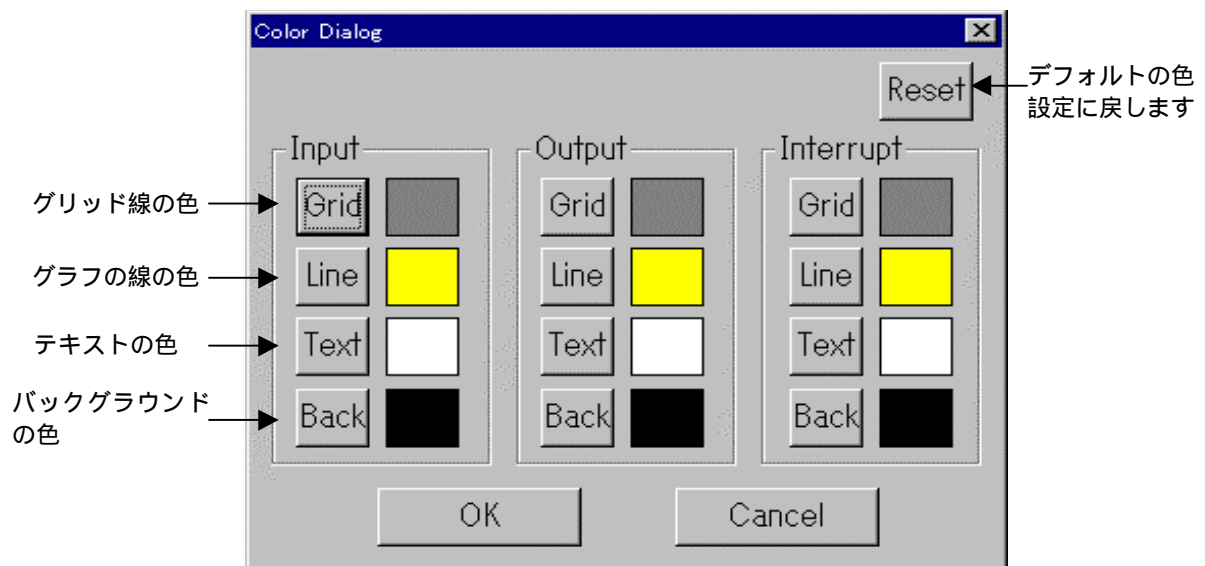 Color Dialog
Reset
デフォルトの色
設定に戻します
Input
Output
Interrupt
グリッド線の色
Grid
Grid
Grid
グラフの線の色
Line
Line
Line
テキストの色
Text
Text
Text
バックグラウンド
の色
Back
Back
Back
OK
Cancel